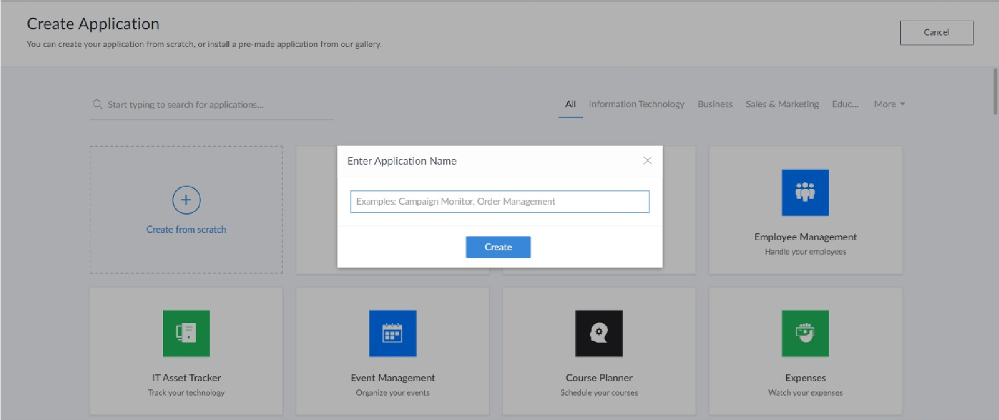 Create Application
You can create your application from scratch, or install a pre-made application from our gallery.
Cancel
Start typing to search for applications...
All Information Technology Business Sales & Marketing Educ... More
Enter Application Name
Examples: Campaign Monitor, Order Management
Create
Create from scratch
Employee Management
Handle your employees
IT Asset Tracker
Track your technology
Event Management
Organize your events
Course Planner
Schedule your courses
Expenses
Watch your expenses